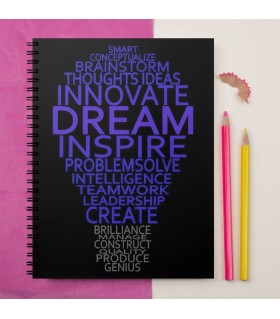 SMART
CONCEPTUALIZE
BRAINSTORM
THOUGHTS IDEAS
INNOVATE
DREAM
INSPIRE
PROBLEMSOLVE
INTELLIGENCE
TEAMWORK
LEADERSHIP
CREATE
BRILLIANCE
MANAGE
CONSTRUCT
QUALITY
PRODUCE
GENIUS